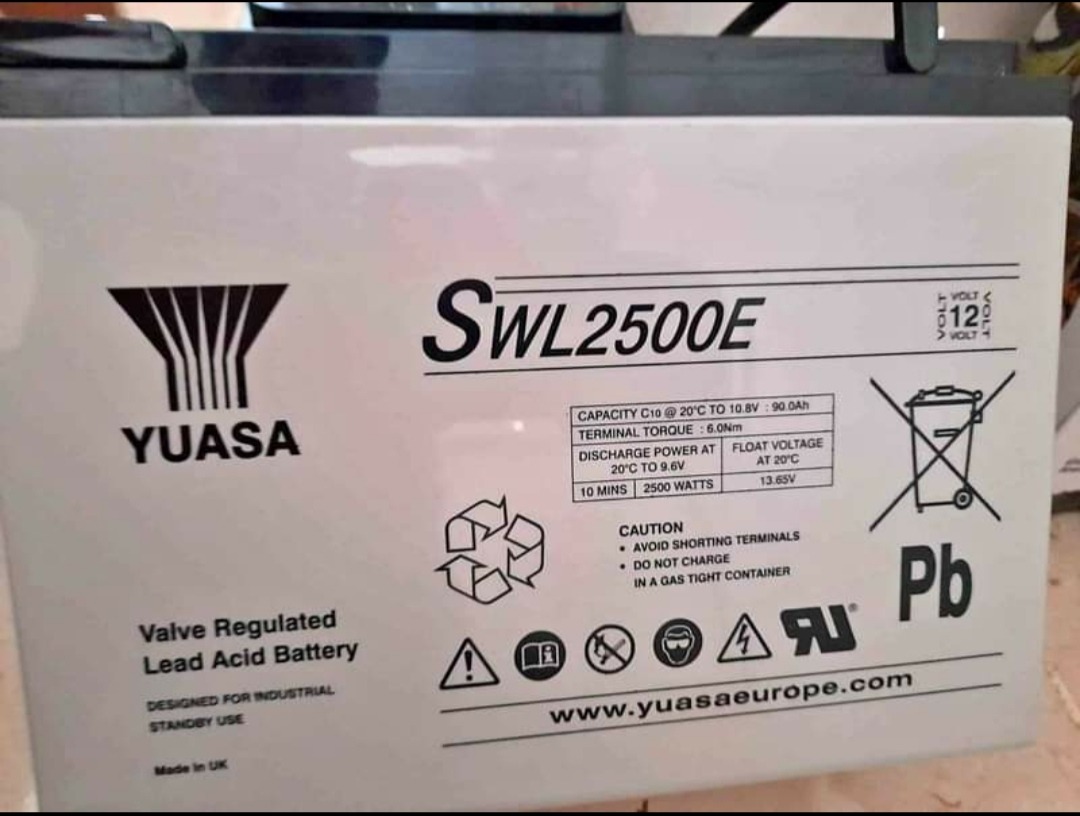 SWL2500E
VOLT
VOLT 12 VOLT
VOLT
YUASA
CAPACITY C10 @ 20°C TO 10.8V : 90.0Ah
TERMINAL TORQUE : 6.0Nm
DISCHARGE POWER AT
20°C TO 9.6V
FLOAT VOLTAGE
AT 20°C
10 MINS 2500 WATTS
13.65V
CAUTION
• AVOID SHORTING TERMINALS
• DO NOT CHARGE
IN A GAS TIGHT CONTAINER
Pb
Valve Regulated
Lead Acid Battery
DESIGNED FOR INDUSTRIAL
STANDBY USE
Made in UK
RU®
www.yuasaeurope.com